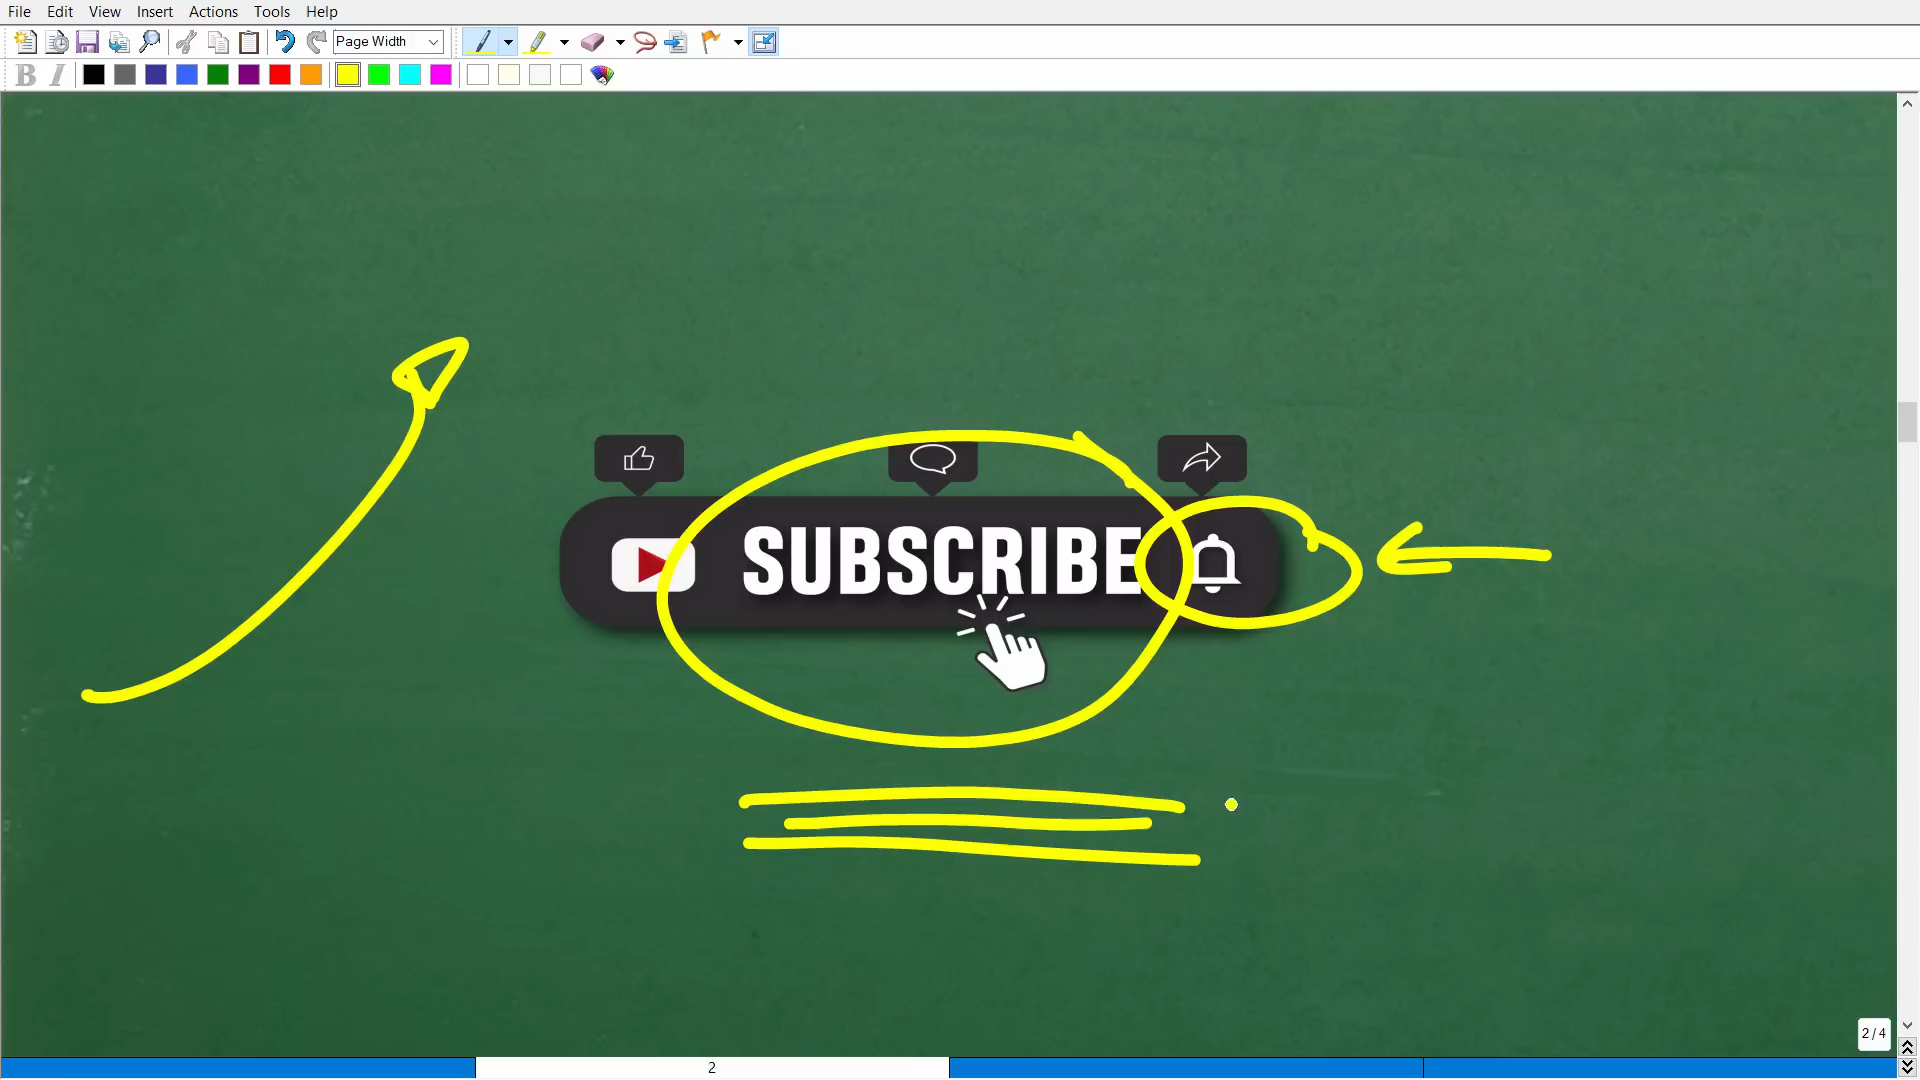 File Edit View Insert Actions Tools Help
Page Width
B I
SUBSCRIBE
2 / 4
2